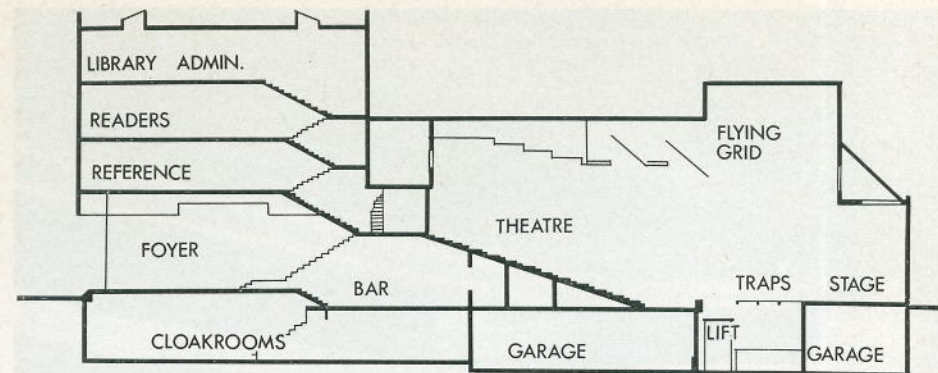 LIBRARY ADMIN.
READERS
REFERENCE
FOYER
CLOAKROOMS
BAR
THEATRE
FLYING
GRID
TRAPS
STAGE
LIFT
GARAGE
GARAGE